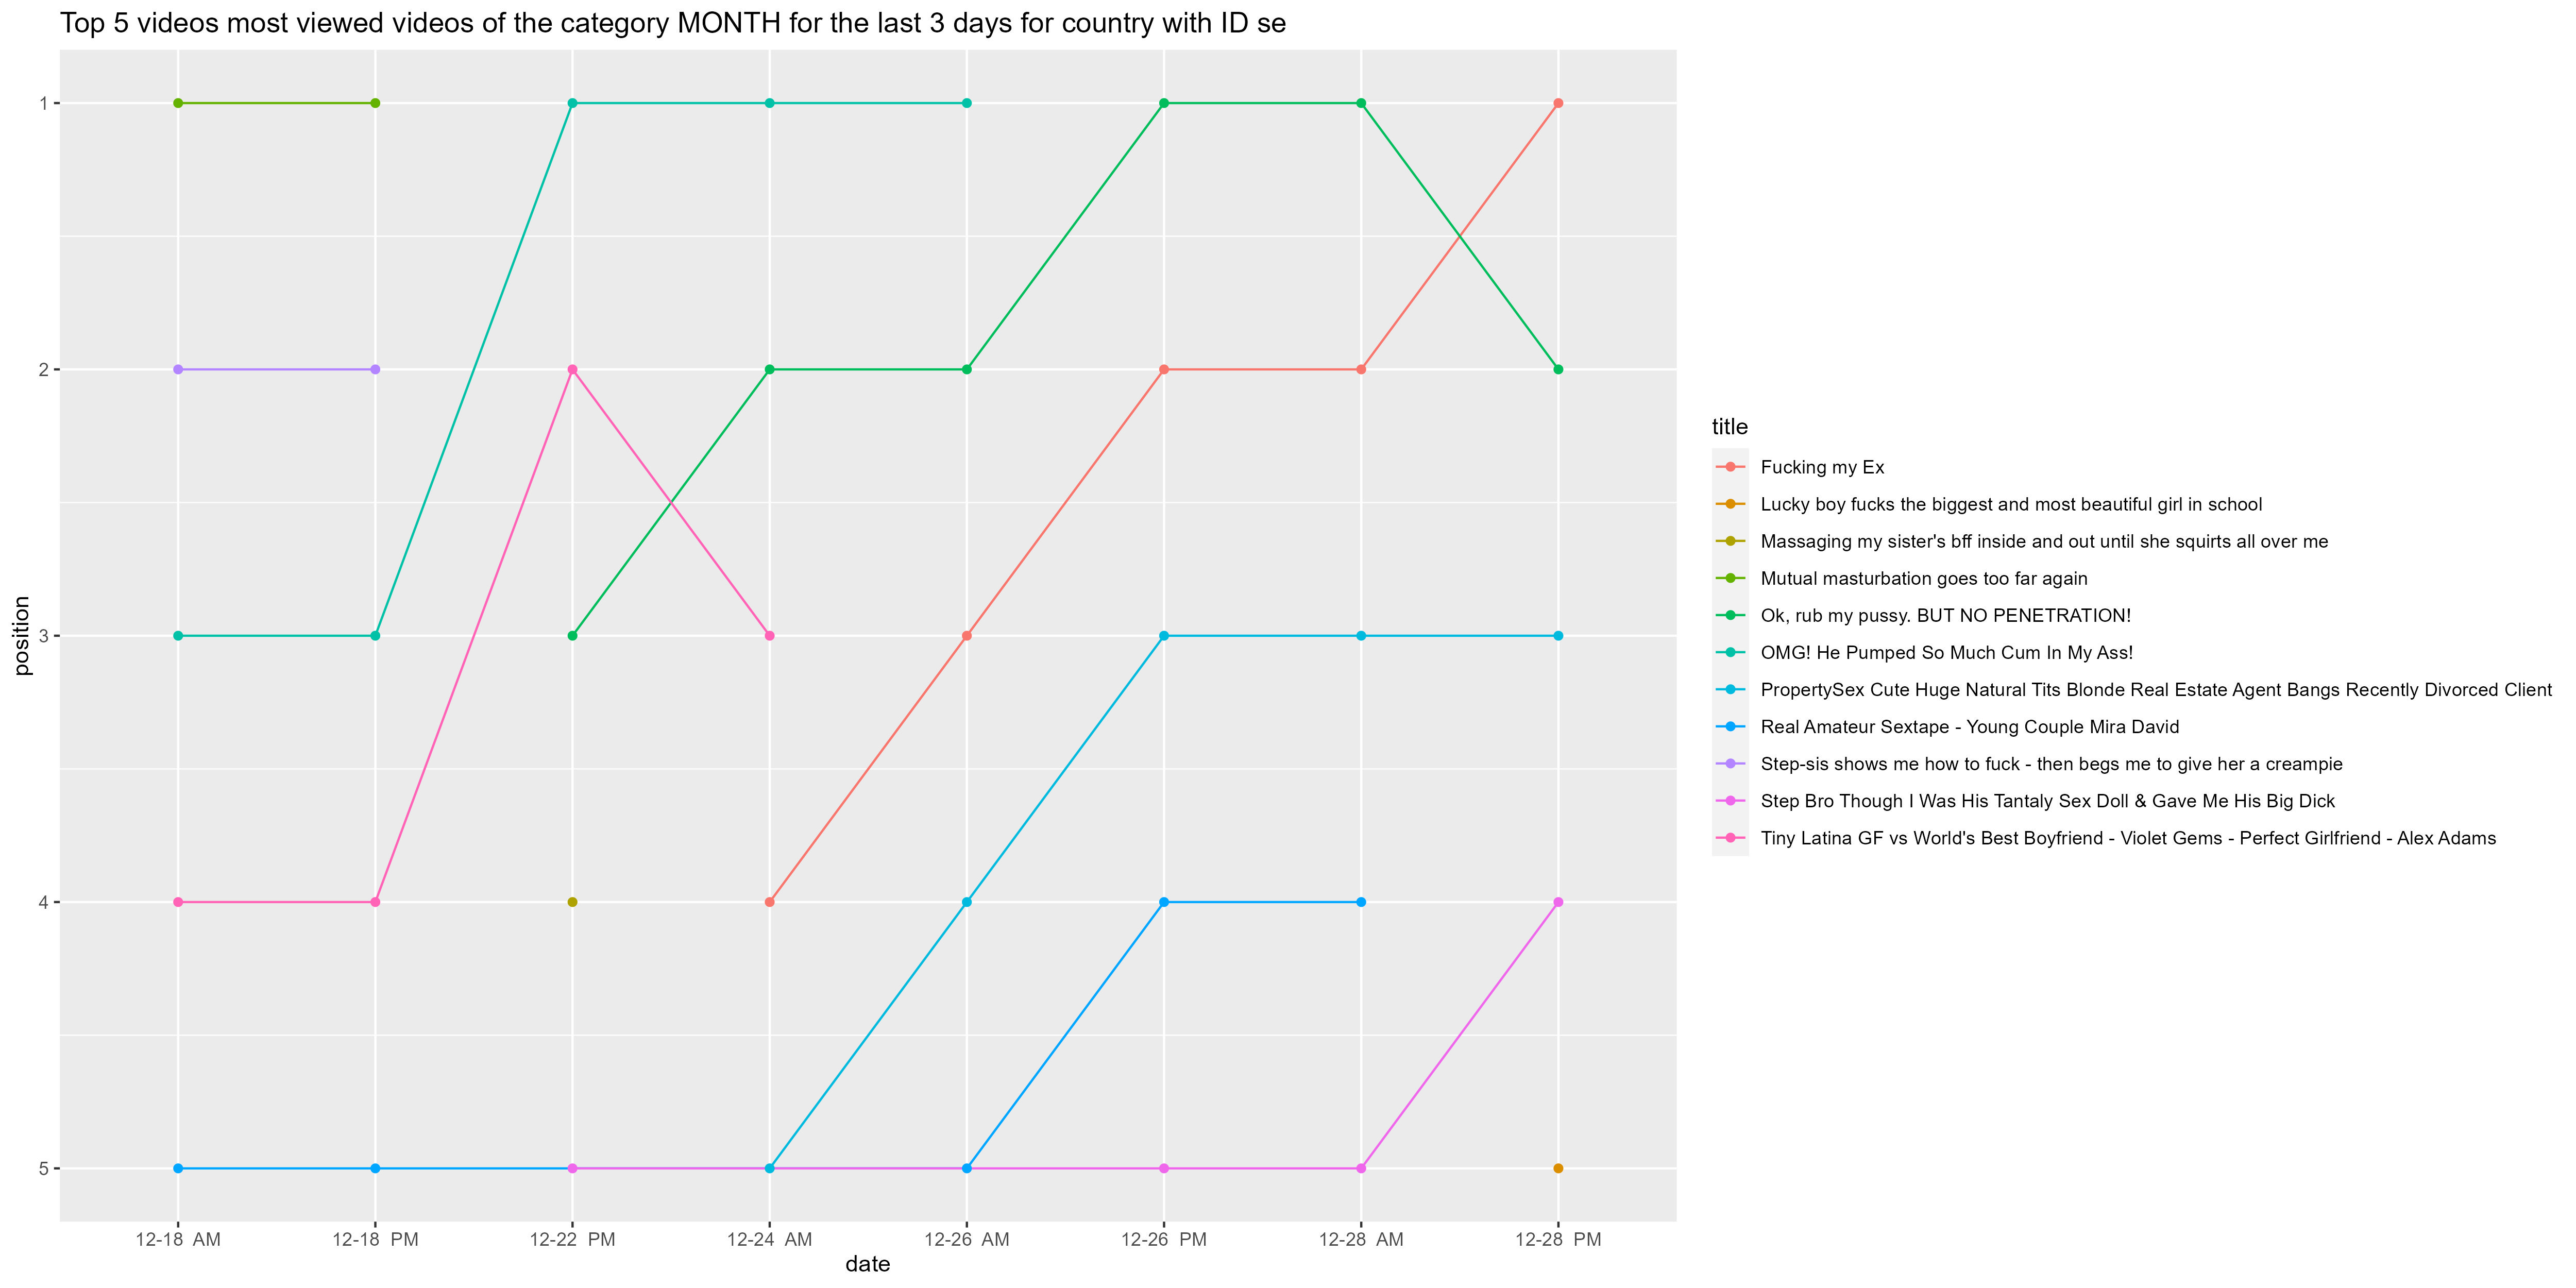 Top 5 videos most viewed videos of the category MONTH for the last 3 days for country with ID se
position
1
2
3
4
5
12-18 AM
12-18 PM
12-22 PM
12-24 AM
12-26 AM
12-26 PM
12-28 AM
12-28 PM
date
title
Fucking my Ex
Lucky boy fucks the biggest and most beautiful girl in school
Massaging my sister's bff inside and out until she squirts all over me
Mutual masturbation goes too far again
Ok, rub my pussy. BUT NO PENETRATION!
OMG! He Pumped So Much Cum In My Ass!
PropertySex Cute Huge Natural Tits Blonde Real Estate Agent Bangs Recently Divorced Client
Real Amateur Sextape - Young Couple Mira David
Step-sis shows me how to fuck - then begs me to give her a creampie
Step Bro Though I Was His Tantaly Sex Doll & Gave Me His Big Dick
Tiny Latina GF vs World's Best Boyfriend - Violet Gems - Perfect Girlfriend - Alex Adams